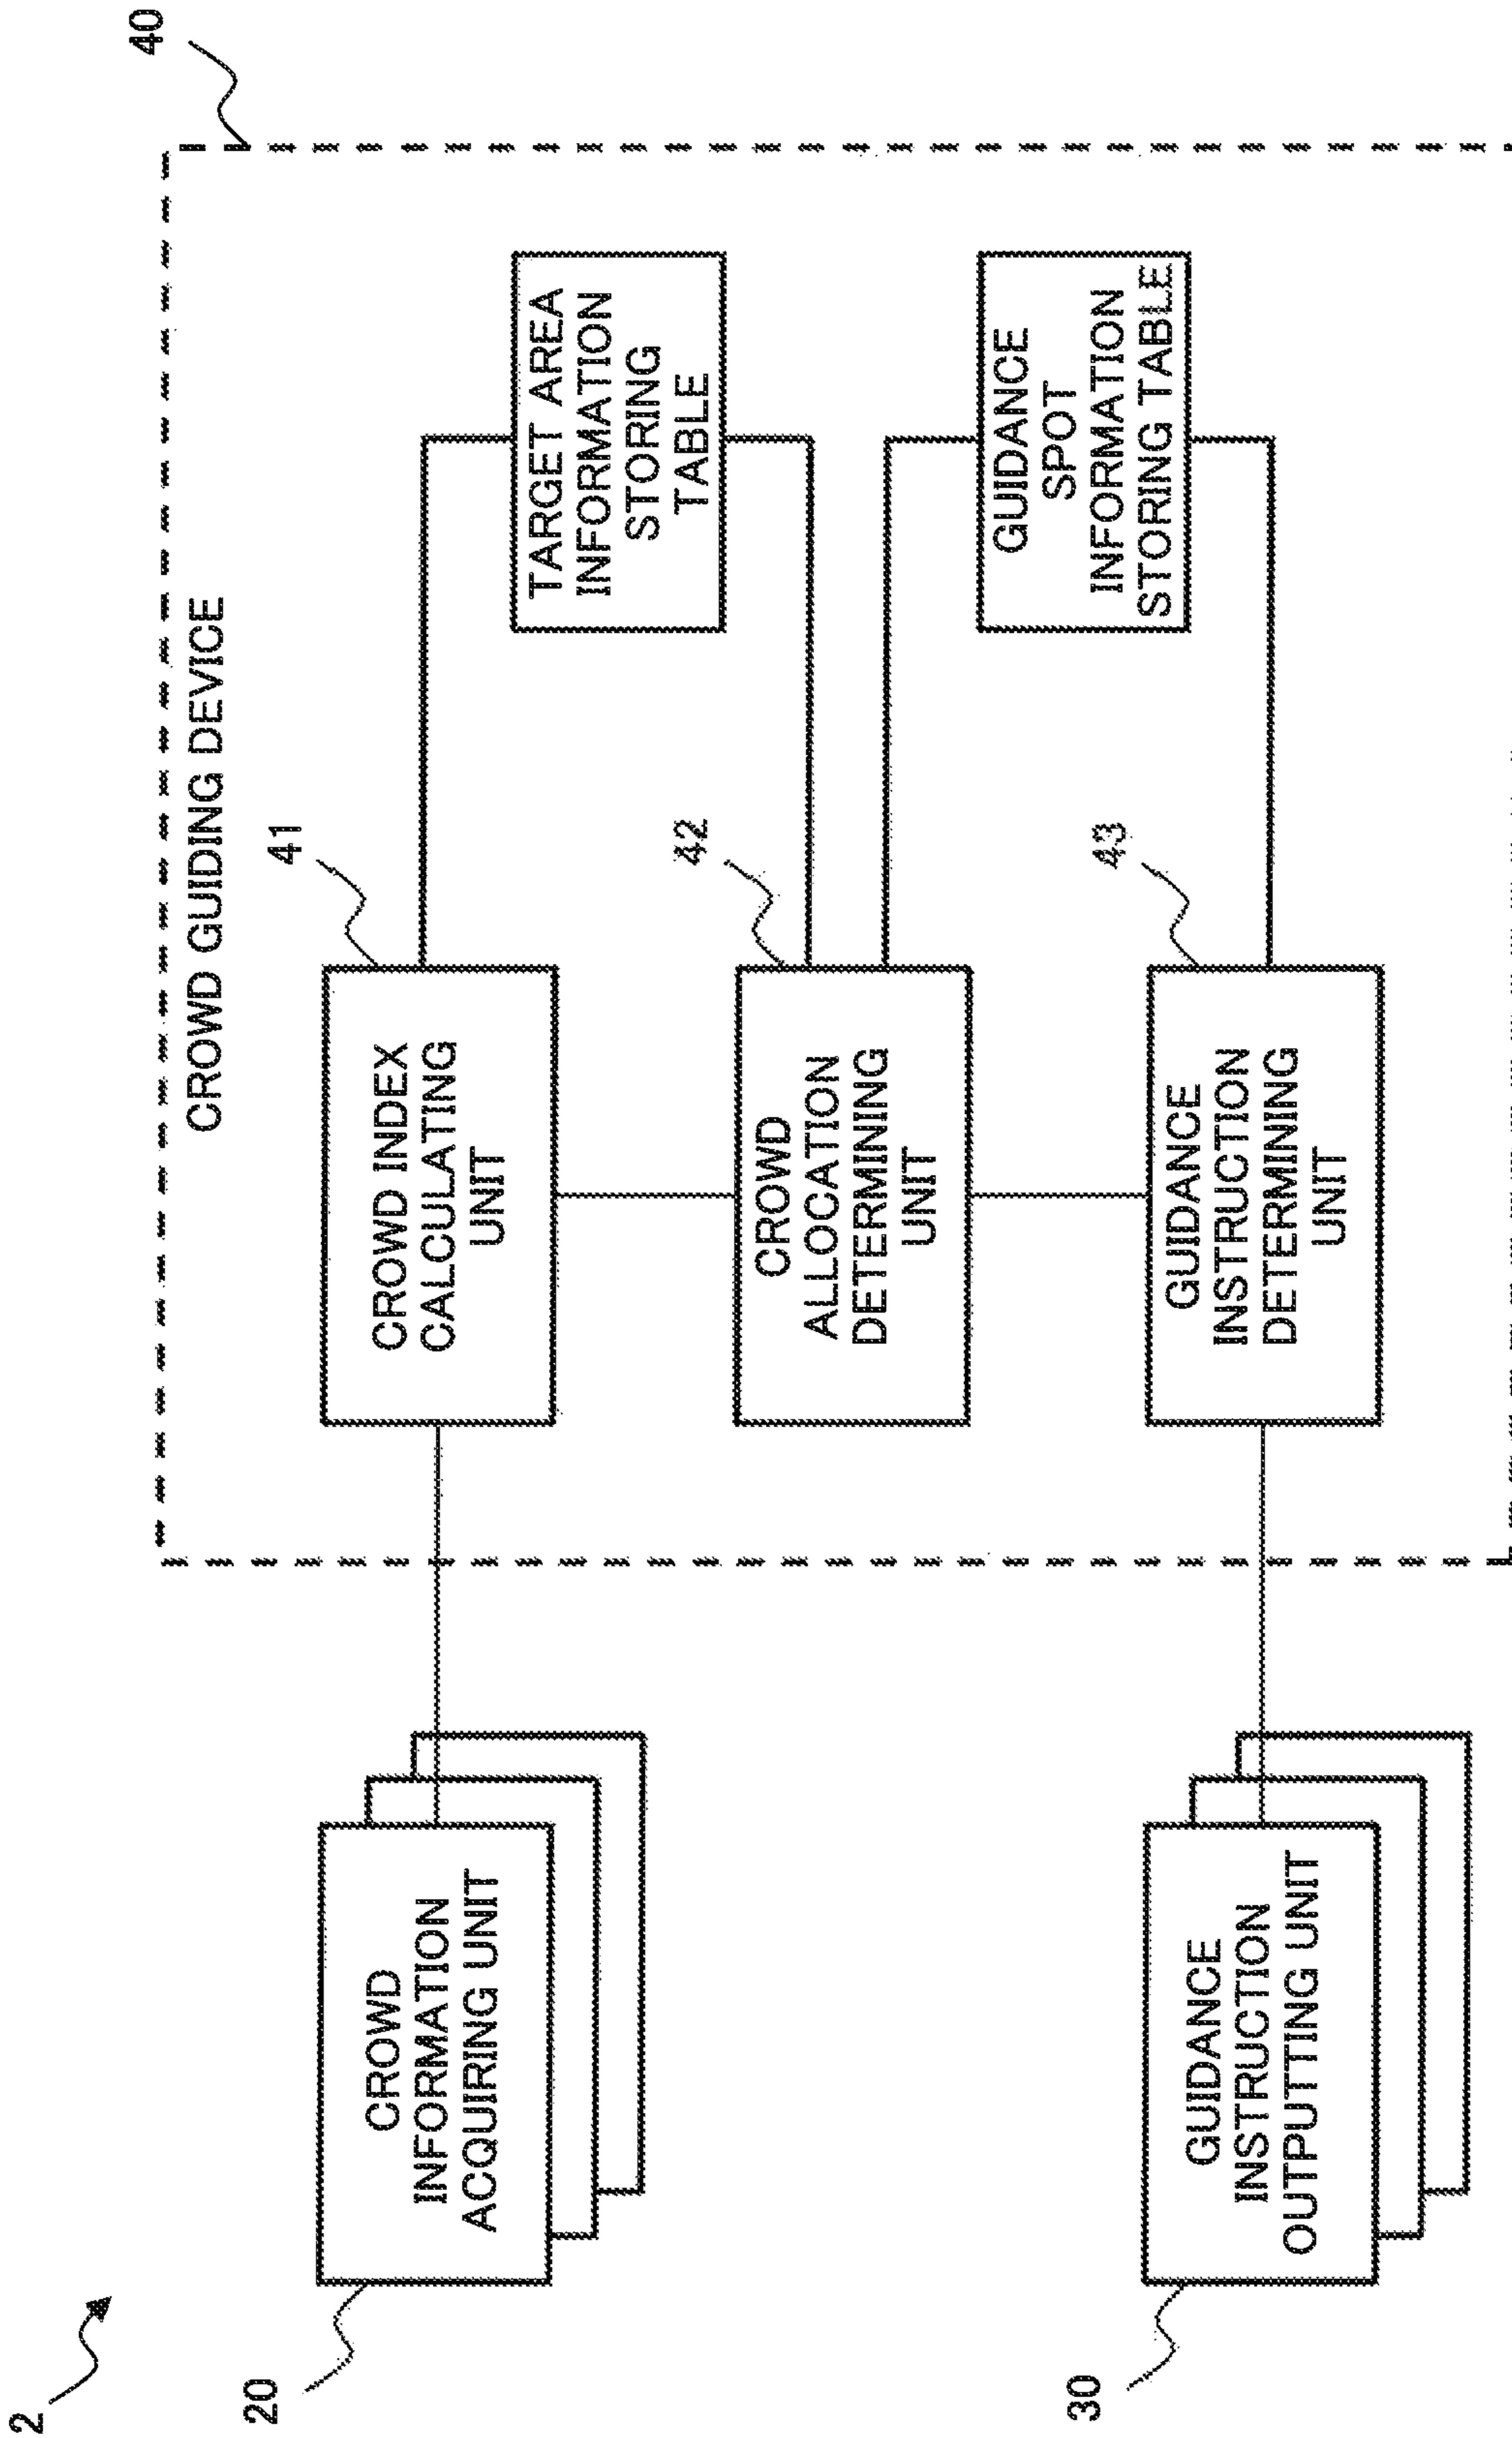 2
40
CROWD GUIDING DEVICE
20
CROWD
INFORMATION
ACQUIRING UNIT
41
CROWD INDEX
CALCULATING
UNIT
TARGET AREA
INFORMATION
STORING
TABLE
42
CROWD
ALLOCATION
DETERMINING
UNIT
GUIDANCE
SPOT
INFORMATION
STORING TABLE
30
GUIDANCE
INSTRUCTION
OUTPUTTING UNIT
43
GUIDANCE
INSTRUCTION
DETERMINING
UNIT